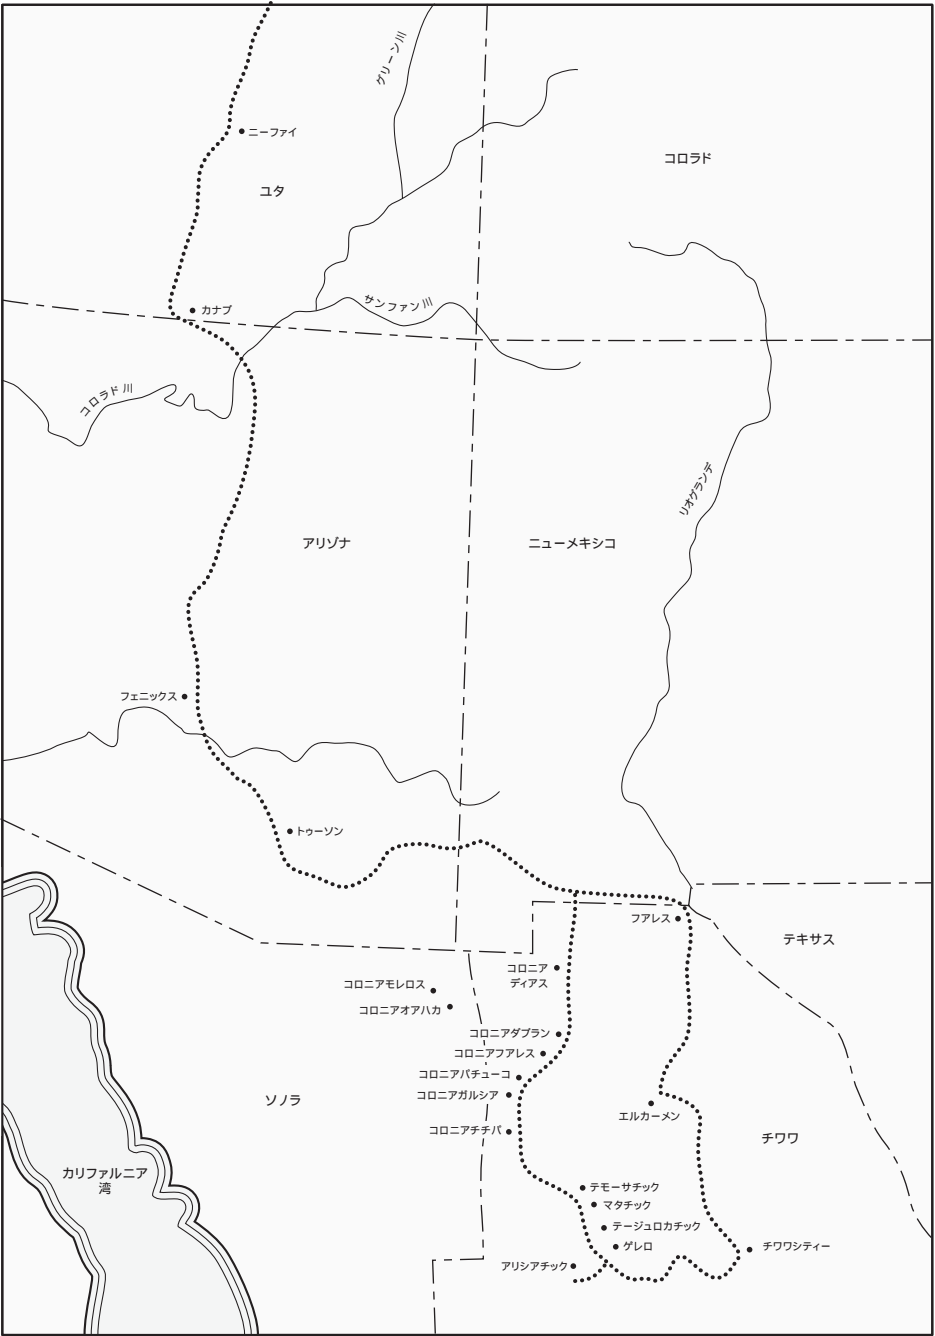 グリーン川
ニーファイ
コロラド
ユタ
サンファン川
カナブ
コロラド川
リオグランデ
アリゾナ
ニューメキシコ
フェニックス
トゥーソン
フアレス
テキサス
コロニア
ディアス
コロニアモレロス
コロニアオアハカ
コロニアダブラン
コロニアフアレス
コロニアパチューコ
コロニアガルシア
ソノラ
エルカーメン
コロニアチチパ
チワワ
カリファルニア
湾
テモーサチック
マタチック
テージュロカチック
ゲレロ
チワワシティー
アリシアチック